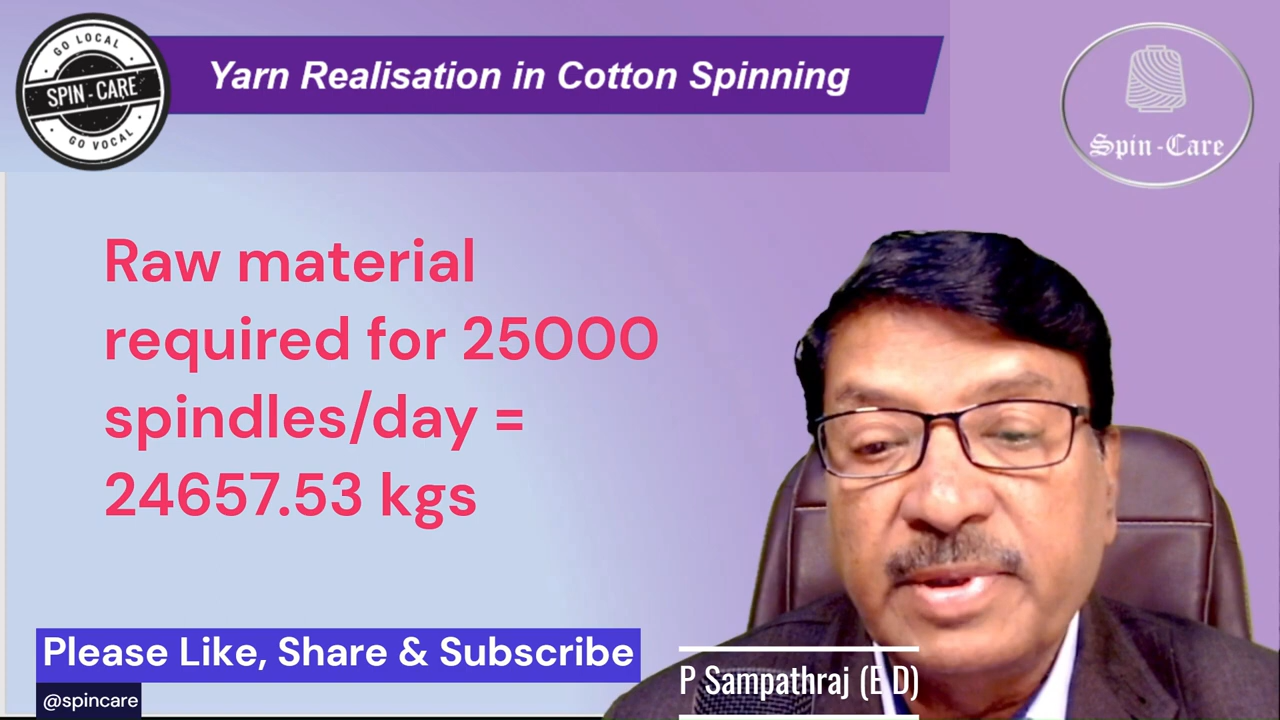 GO LOCAL
SPIN-CARE
GO VOCAL
Yarn Realisation in Cotton Spinning
Spin-Care
Raw material
required for 25000
spindles/day =
24657.53 kgs
Please Like, Share & Subscribe
@spincare
P Sampathraj (E D)